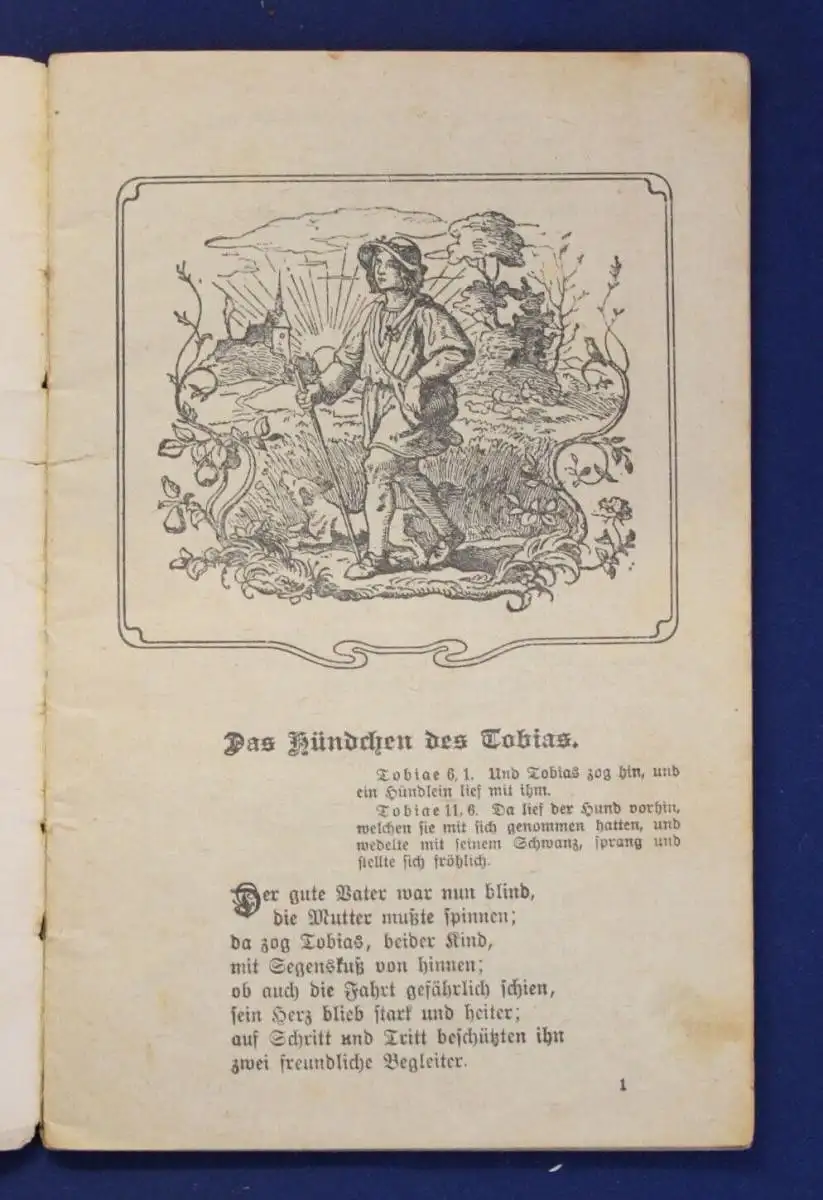 Das Hündchen des Tobias.
Tobiae 6, 1. Und Tobias zog hin, und
ein Hündlein lief mit ihm.
Tobiae 11, 6. Da lief der Hund vorhin,
welchen sie mit sich genommen hatten, und
wedelte mit seinem Schwanz, sprang und
stellte sich fröhlich.
Der gute Vater war nun blind,
die Mutter mußte spinnen;
da zog Tobias, beider Kind,
mit Segenskuß von hinnen;
ob auch die Fahrt gefährlich schien,
sein Herz blieb stark und heiter;
auf Schritt und Tritt beschützten ihn
zwei freundliche Begleiter.
1